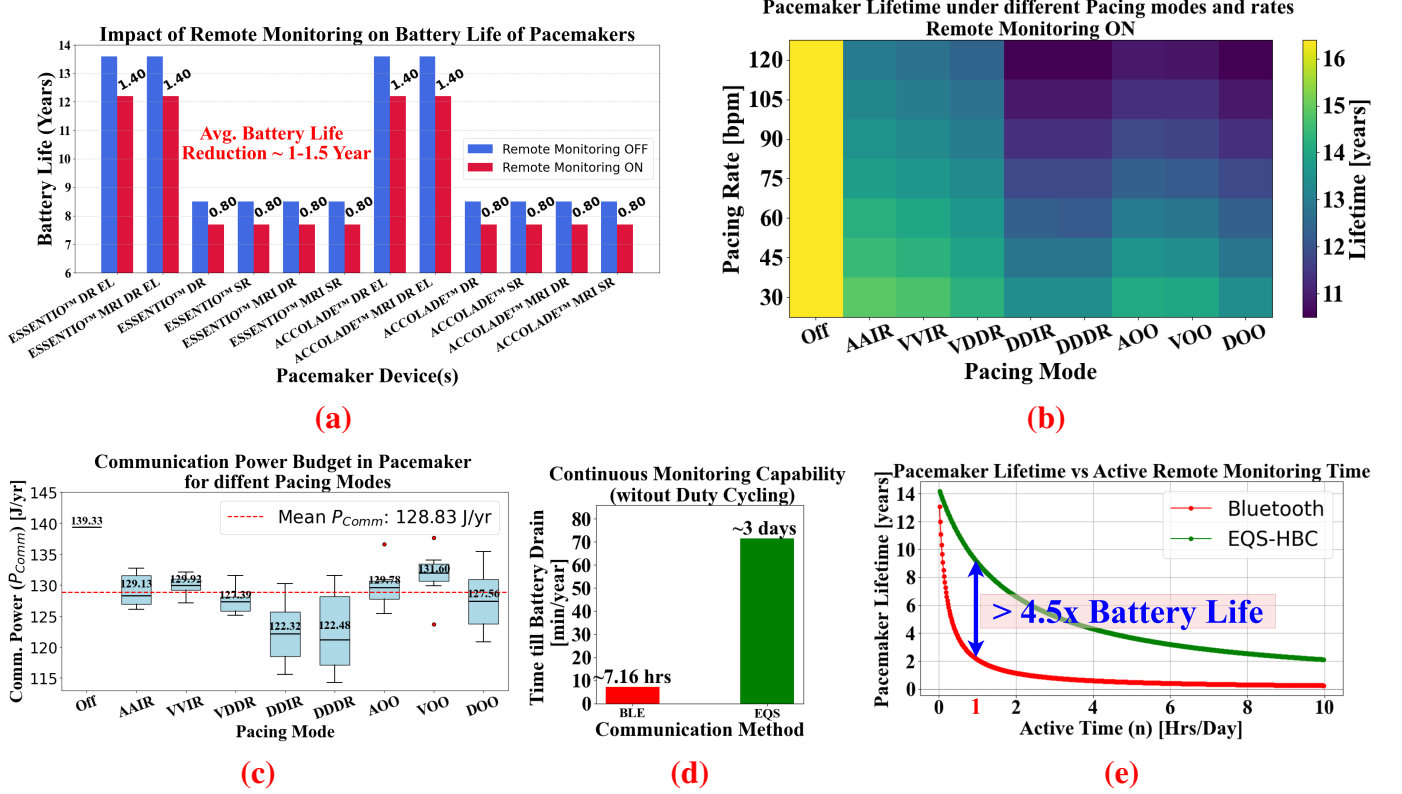 Impact of Remote Monitoring on Battery Life of Pacemakers
Battery Life (Years)
14
13
12
11
10
9
8
7
6
1.40
1.40
0.80
0.80
0.80
0.80
1.40
1.40
0.80
0.80
0.80
0.80
Avg. Battery Life
Reduction ~ 1-1.5 Year
Remote Monitoring OFF
Remote Monitoring ON
ESSENTIO™ DR EL
ESSENTIO™ MRI DR EL
ESSENTIO™ DR
ESSENTIO™ SR
ESSENTIO™ MRI DR
ESSENTIO™ MRI SR
ACCOLADE™ DR EL
ACCOLADE™ MRI DR EL
ACCOLADE™ DR
ACCOLADE™ SR
ACCOLADE™ MRI DR
ACCOLADE™ MRI SR
Pacemaker Device(s)
(a)
Pacemaker Lifetime under different Pacing modes and rates
Remote Monitoring ON
Pacing Rate [bpm]
120
105
90
75
60
45
30
Off
AAIR
VVIR
VDDR
DDIR
DDDR
AOO
VOO
DOO
Pacing Mode
16
15
14
13
12
11
Lifetime [years]
(b)
Communication Power Budget in Pacemaker
for diffent Pacing Modes
Comm. Power (P_Comm) [J/yr]
145
140
135
130
125
120
115
Mean P_Comm: 128.83 J/yr
139.33
129.13
129.92
127.39
122.32
122.48
129.78
131.60
127.56
Off
AAIR
VVIR
VDDR
DDIR
DDDR
AOO
VOO
DOO
Pacing Mode
(c)
Continuous Monitoring Capability
(witout Duty Cycling)
Time till Battery Drain
[min/year]
80
70
60
50
40
30
20
10
0
~7.16 hrs
~3 days
BLE
EQS
Communication Method
(d)
Pacemaker Lifetime vs Active Remote Monitoring Time
Pacemaker Lifetime [years]
14
12
10
8
6
4
2
0
Bluetooth
EQS-HBC
> 4.5x Battery Life
0
1
2
4
6
8
10
Active Time (n) [Hrs/Day]
(e)